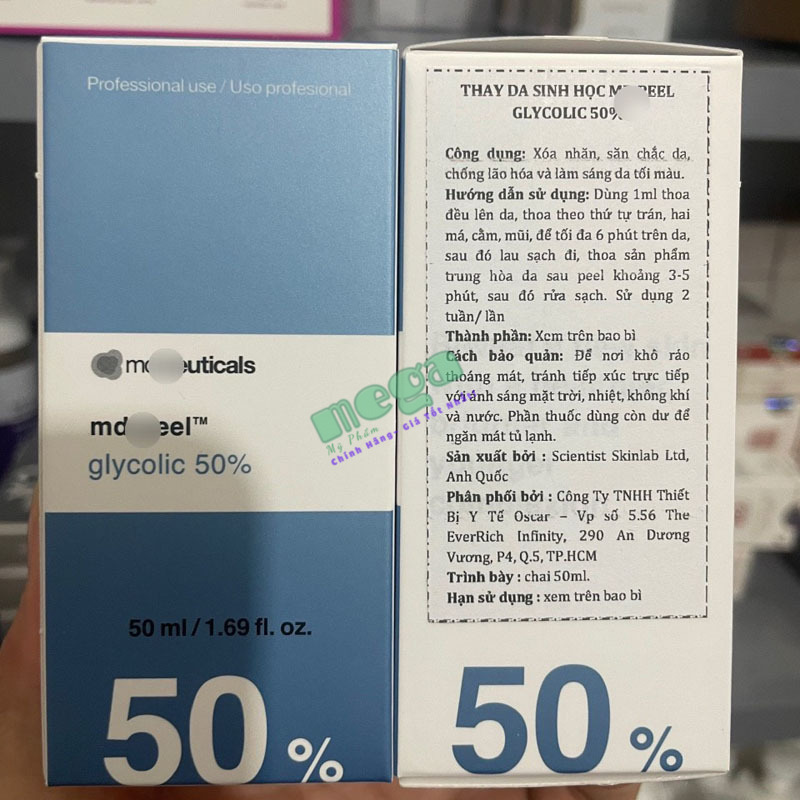 Professional use / Uso profesional
glycolic 50%
50 ml / 1.69 fl. oz.
50 %
mega
Mỹ Phẩm
Chính Hãng- Giá Tốt Nhất
THAY DA SINH HỌC
GLYCOLIC 50%
Công dụng: Xóa nhăn, săn chắc da,
chống lão hóa và làm sáng da tối màu.
Hướng dẫn sử dụng: Dùng 1ml thoa
đều lên da, thoa theo thứ tự trán, hai
má, cằm, mũi, để tối đa 6 phút trên da,
sau đó lau sạch đi, thoa sản phẩm
trung hòa da sau peel khoảng 3-5
phút, sau đó rửa sạch. Sử dụng 2
tuần/ lần
Thành phần: Xem trên bao bì
Cách bảo quản: Để nơi khô ráo
thoáng mát, tránh tiếp xúc trực tiếp
với ánh sáng mặt trời, nhiệt, không khí
và nước. Phần thuốc dùng còn dư để
ngăn mát tủ lạnh.
Sản xuất bởi : Scientist Skinlab Ltd,
Anh Quốc
Phân phối bởi : Công Ty TNHH Thiết
Bị Y Tế Oscar – Vp số 5.56 The
EverRich Infinity, 290 An Dương
Vương, P4, Q.5, TP.HCM
Trình bày : chai 50ml.
Hạn sử dụng : xem trên bao bì
50 %